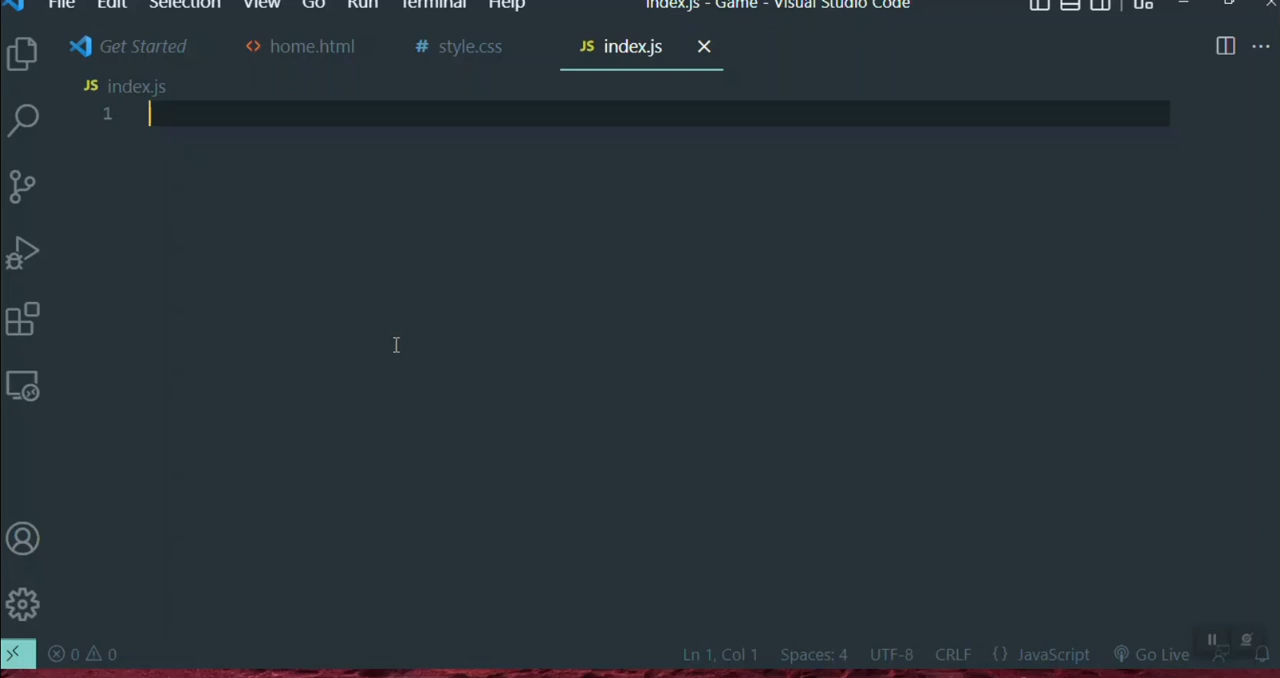 File Edit Selection View Go Run Terminal Help index.js - Game - Visual Studio Code
Get Started <> home.html # style.css JS index.js
JS index.js
1
0 0 Ln 1, Col 1 Spaces: 4 UTF-8 CRLF {} JavaScript Go Live